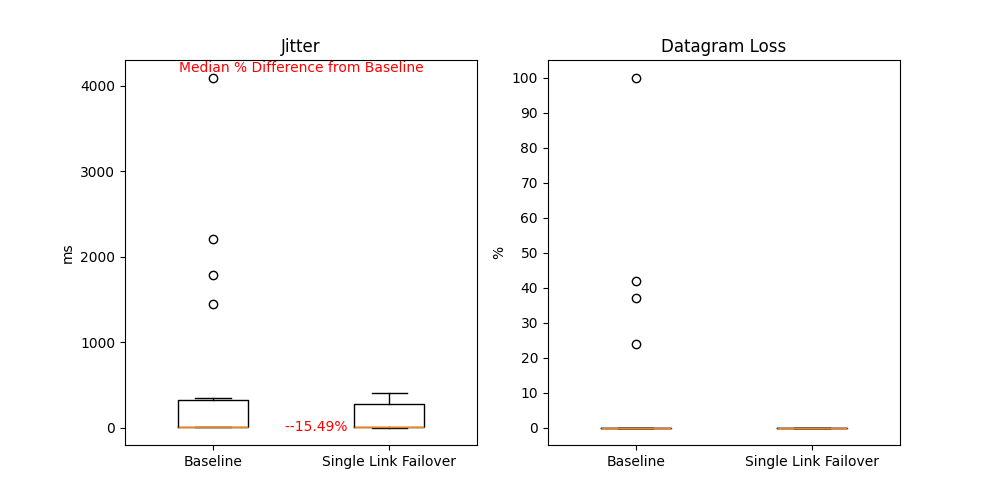 Jitter
Median % Difference from Baseline
4000
3000
2000
1000
0
ms
--15.49%
Baseline
Single Link Failover
Datagram Loss
100
90
80
70
60
50
40
30
20
10
0
%
Baseline
Single Link Failover